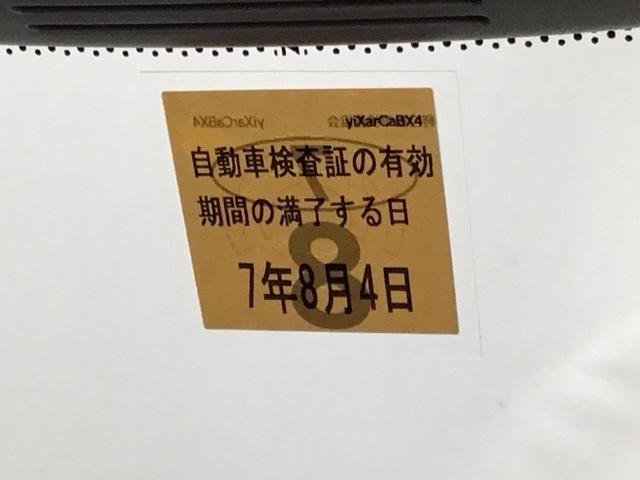 yiXarCaBX4
自動車検査証の有効
期間の満了する日
7年8月4日
8